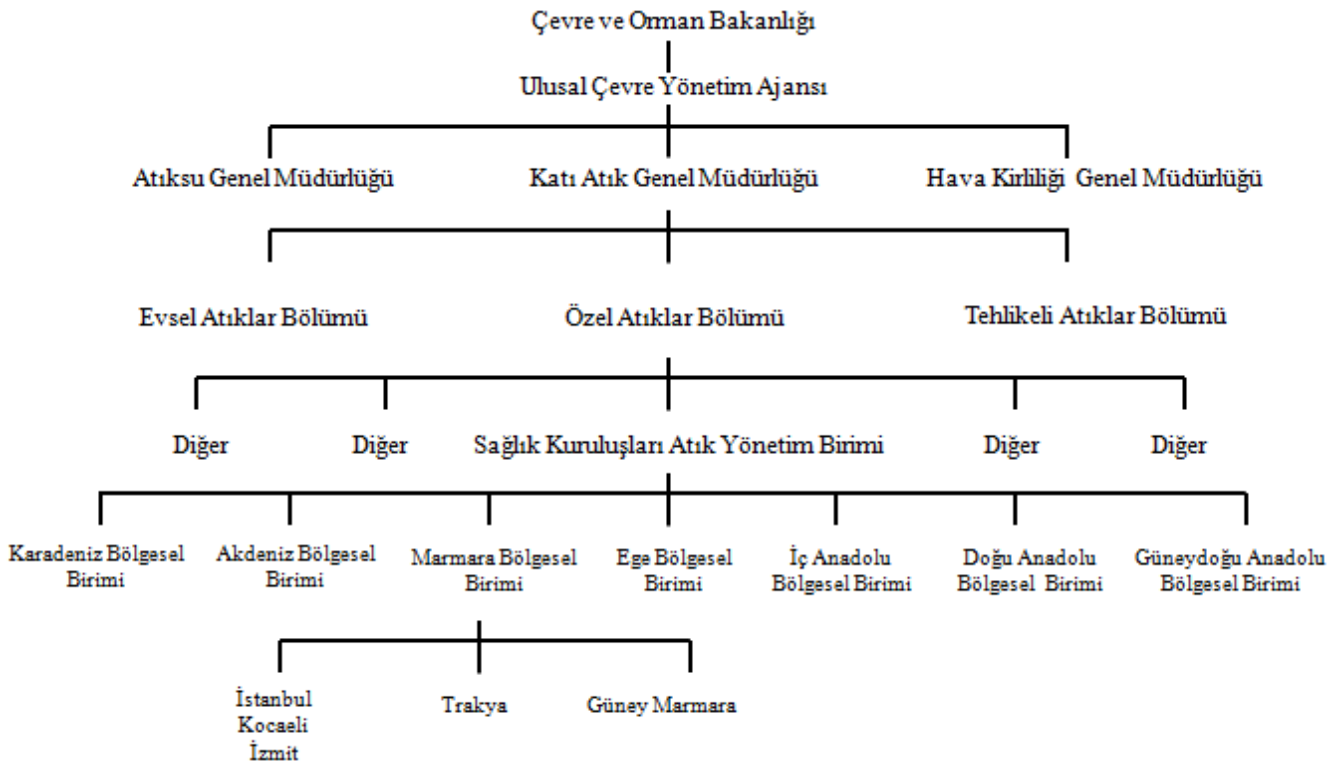 Çevre ve Orman Bakanlığı
Ulusal Çevre Yönetim Ajansı
Atıksu Genel Müdürlüğü
Katı Atık Genel Müdürlüğü
Hava Kirliliği Genel Müdürlüğü
Evsel Atıklar Bölümü
Özel Atıklar Bölümü
Tehlikeli Atıklar Bölümü
Diğer
Diğer
Sağlık Kuruluşları Atık Yönetim Birimi
Diğer
Diğer
Karadeniz Bölgesel
Birimi
Akdeniz Bölgesel
Birimi
Marmara Bölgesel
Birimi
Ege Bölgesel
Birimi
İç Anadolu
Bölgesel Birimi
Doğu Anadolu
Bölgesel Birimi
Güneydoğu Anadolu
Bölgesel Birimi
İstanbul
Kocaeli
İzmit
Trakya
Güney Marmara